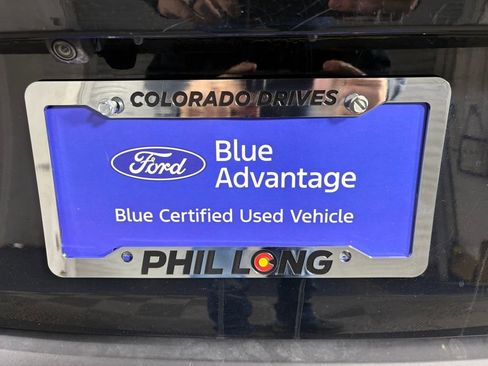 COLORADO DRIVES
Ford
Blue
Advantage
Blue Certified Used Vehicle
PHIL LONG